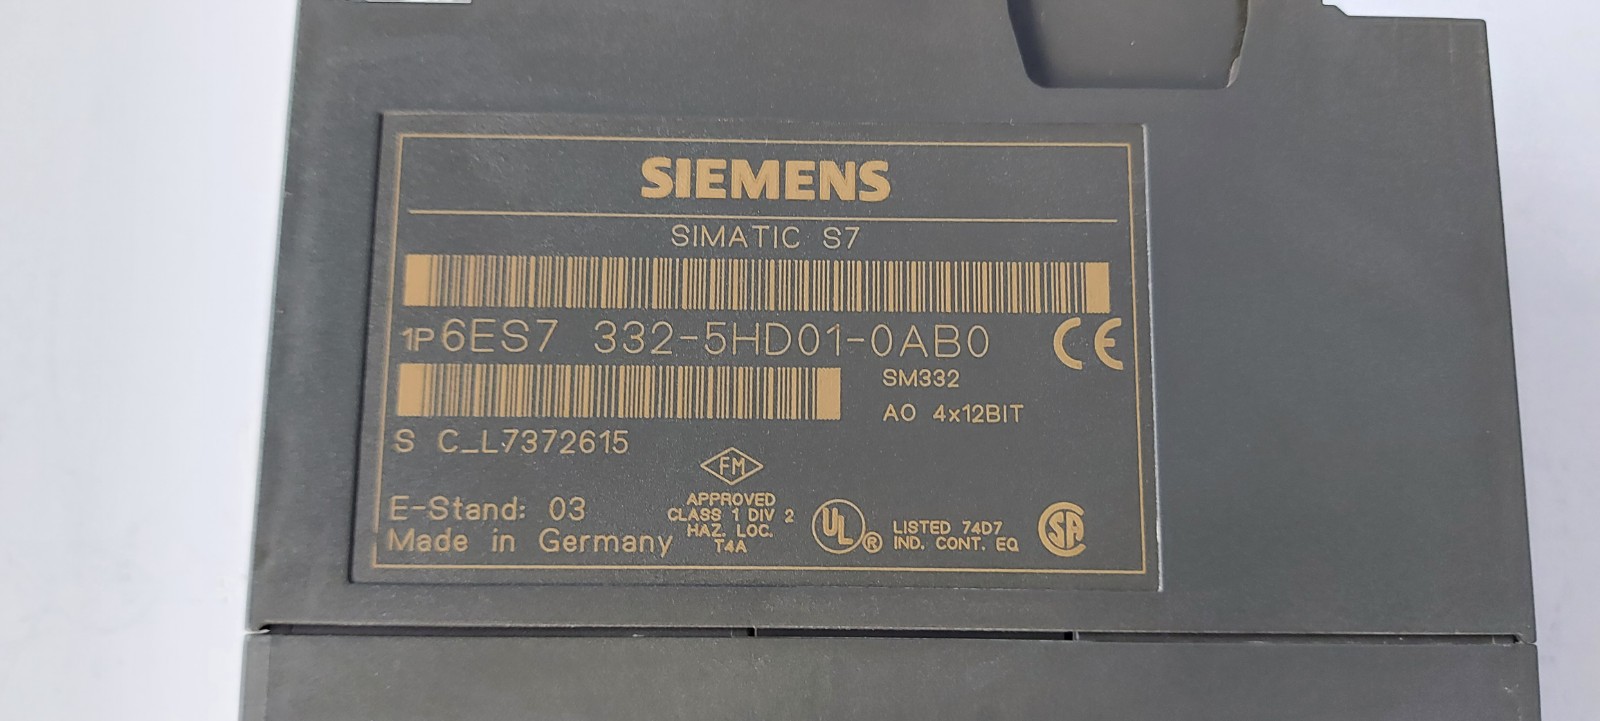 SIEMENS
SIMATIC S7
1P 6ES7 332-5HD01-0AB0
CE
SM332
AO 4x12BIT
S C_L7372615
FM
APPROVED
CLASS 1 DIV 2
HAZ. LOC.
T4A
E-Stand: 03
Made in Germany
UL ®
LISTED 74D7
IND. CONT. EQ
SA